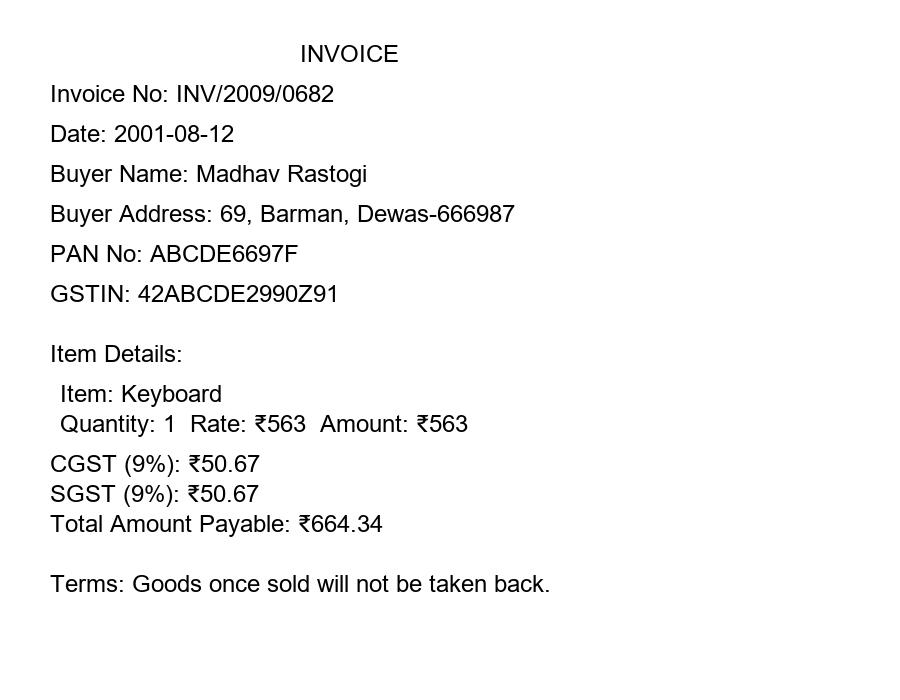 INVOICE
Invoice No: INV/2009/0682
Date: 2001-08-12
Buyer Name: Madhav Rastogi
Buyer Address: 69, Barman, Dewas-666987
PAN No: ABCDE6697F
GSTIN: 42ABCDE2990Z91
Item Details:
Item: Keyboard
Quantity: 1  Rate: ₹563  Amount: ₹563
CGST (9%): ₹50.67
SGST (9%): ₹50.67
Total Amount Payable: ₹664.34
Terms: Goods once sold will not be taken back.